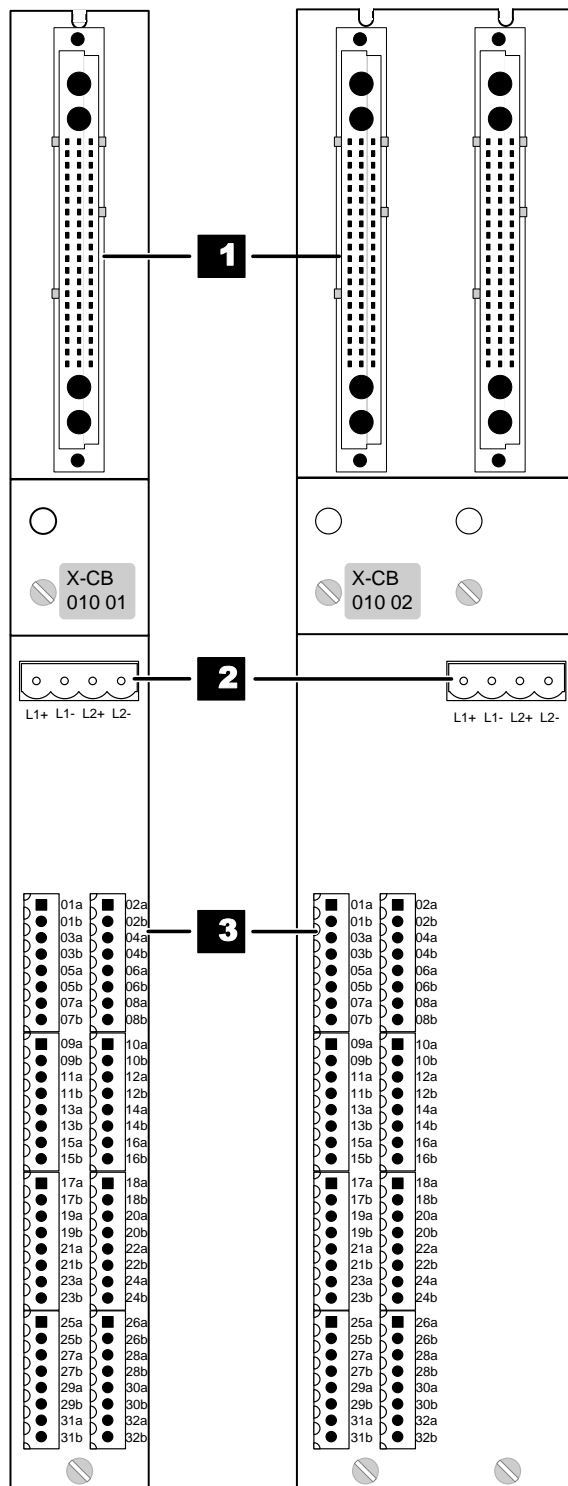 1
X-CB
010 01
X-CB
010 02
2
L1+ L1- L2+ L2-
L1+ L1- L2+ L2-
3
01a 02a
01b 02b
03a 04a
03b 04b
05a 06a
05b 06b
07a 08a
07b 08b
09a 10a
09b 10b
11a 12a
11b 12b
13a 14a
13b 14b
15a 16a
15b 16b
17a 18a
17b 18b
19a 20a
19b 20b
21a 22a
21b 22b
23a 24a
23b 24b
25a 26a
25b 26b
27a 28a
27b 28b
29a 30a
29b 30b
31a 32a
31b 32b
01a 02a
01b 02b
03a 04a
03b 04b
05a 06a
05b 06b
07a 08a
07b 08b
09a 10a
09b 10b
11a 12a
11b 12b
13a 14a
13b 14b
15a 16a
15b 16b
17a 18a
17b 18b
19a 20a
19b 20b
21a 22a
21b 22b
23a 24a
23b 24b
25a 26a
25b 26b
27a 28a
27b 28b
29a 30a
29b 30b
31a 32a
31b 32b